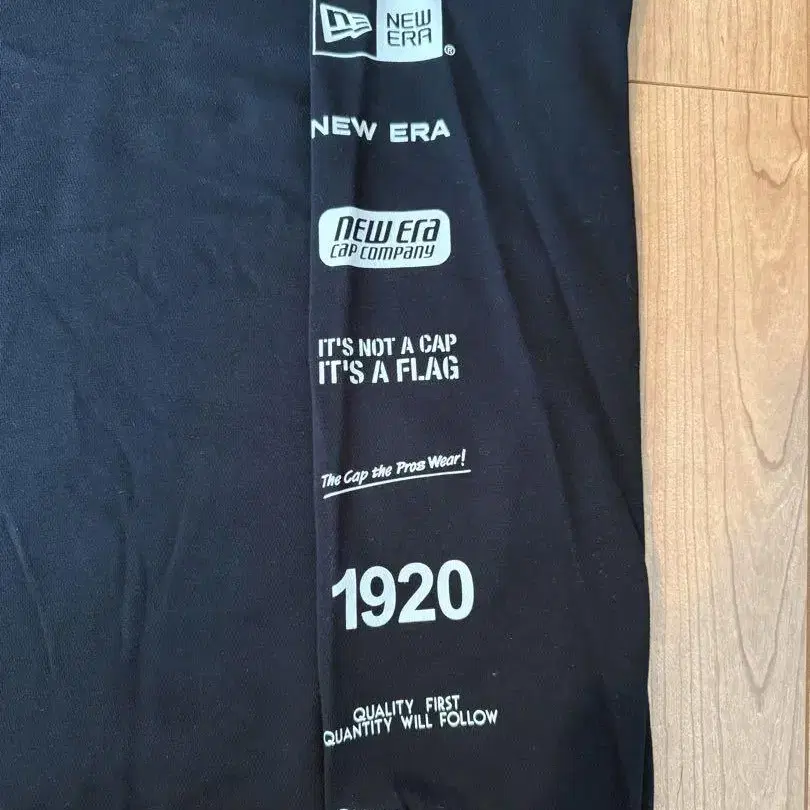 NE NEW
ERA®
NEW ERA
new era
cap company
IT'S NOT A CAP
IT'S A FLAG
The Cap the Pros Wear!
1920
QUALITY FIRST
QUANTITY WILL FOLLOW